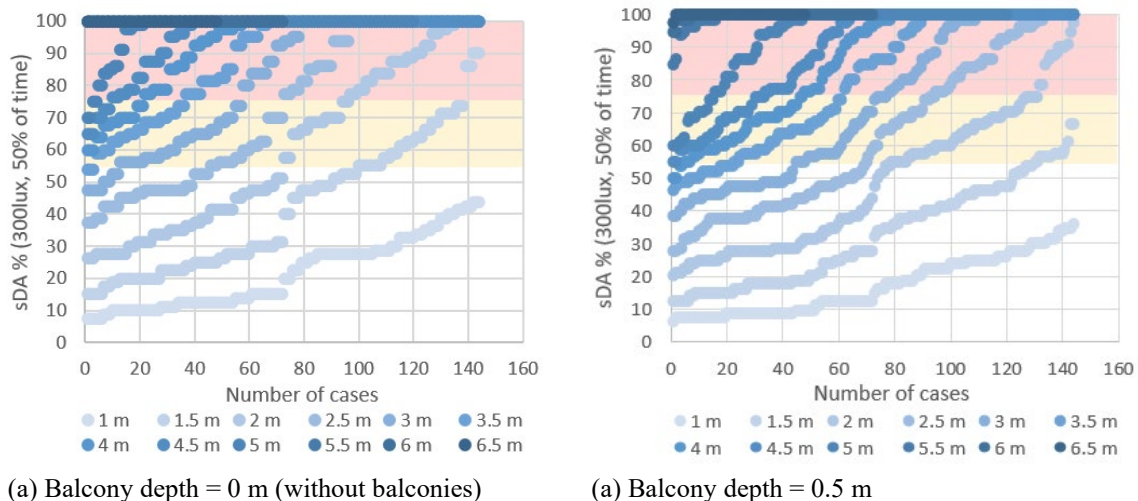 sDA % (300lux, 50% of time)
100
90
80
70
60
50
40
30
20
10
0
0 20 40 60 80 100 120 140 160
Number of cases
1 m 1.5 m 2 m 2.5 m 3 m 3.5 m
4 m 4.5 m 5 m 5.5 m 6 m 6.5 m
(a) Balcony depth = 0 m (without balconies)
sDA % (300lux, 50% of time)
100
90
80
70
60
50
40
30
20
10
0
0 20 40 60 80 100 120 140 160
Number of cases
1 m 1.5 m 2 m 2.5 m 3 m 3.5 m
4 m 4.5 m 5 m 5.5 m 6 m 6.5 m
(a) Balcony depth = 0.5 m